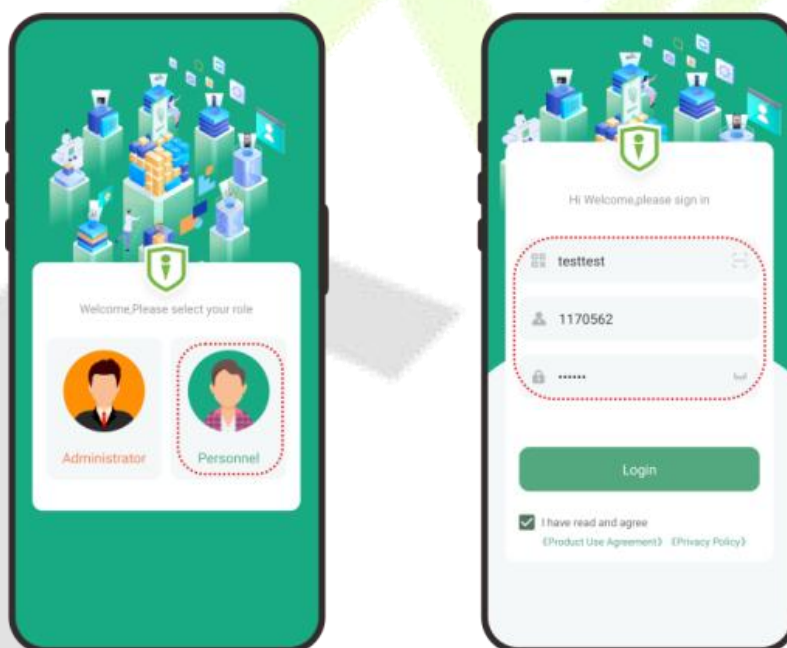 Welcome,Please select your role
Administrator
Personnel
Hi Welcome,please sign in
testtest
1170562
••••••
Login
I have read and agree
《Product Use Agreement》 《Privacy Policy》